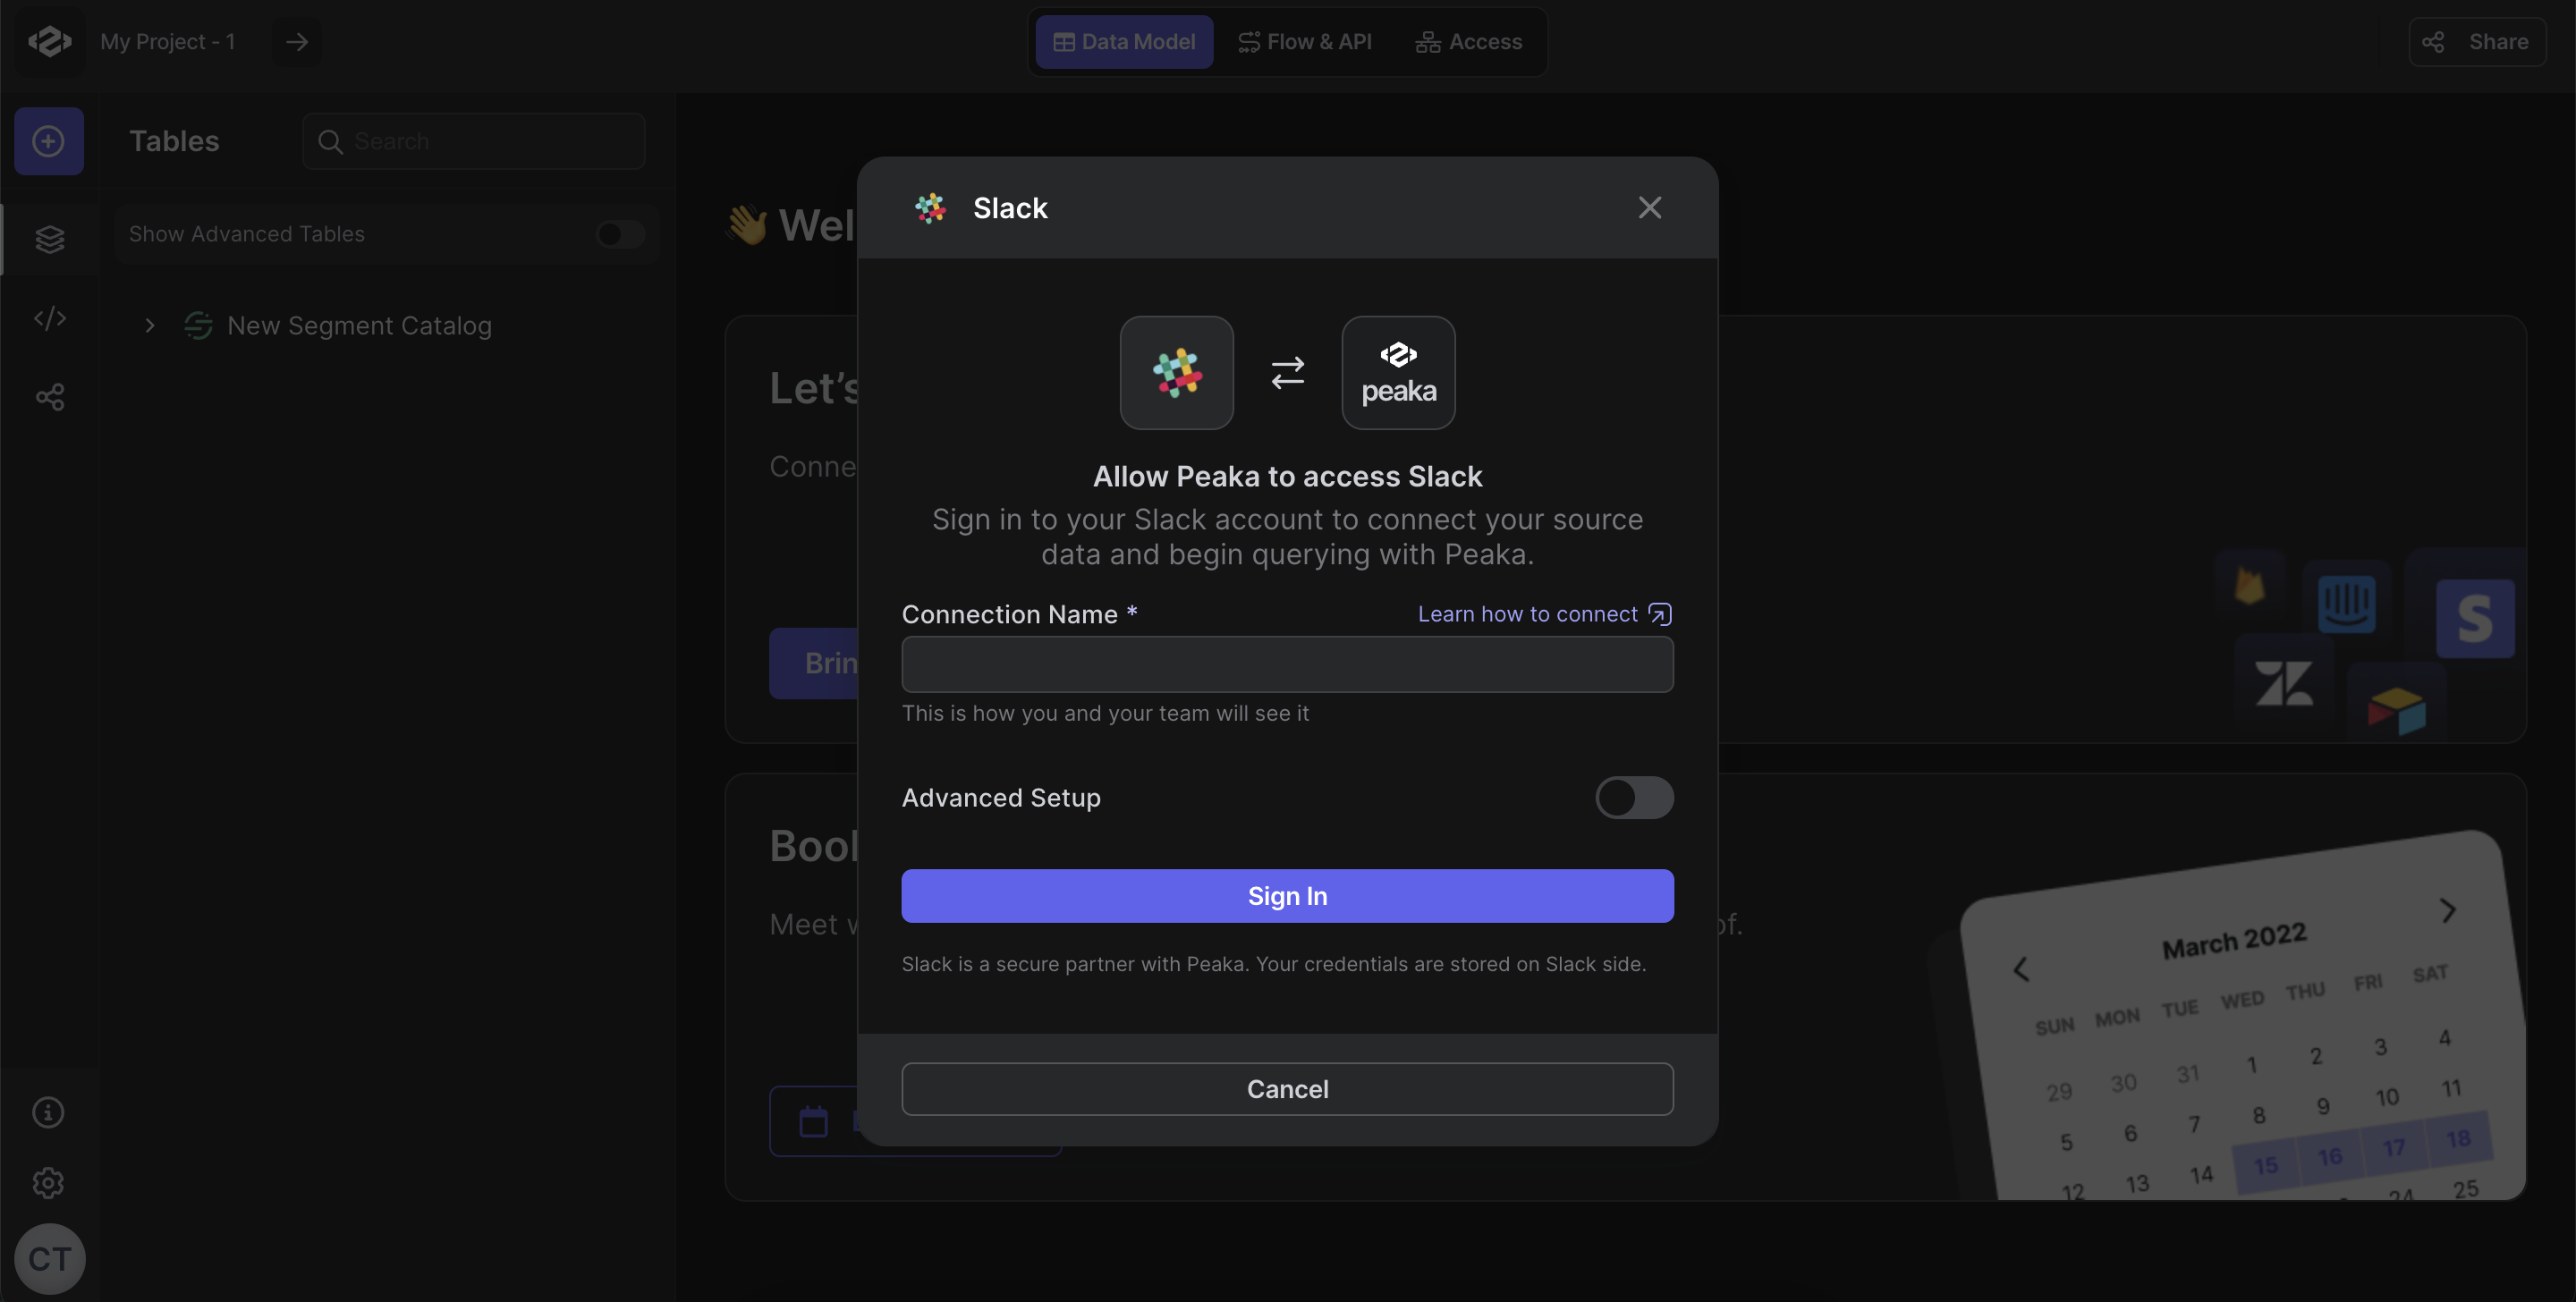 My Project - 1
Data Model
Flow & API
Access
Share
Tables
Search
Show Advanced Tables
New Segment Catalog
👋 Wel
Let's
Conne
Brin
Slack
peaka
Allow Peaka to access Slack
Sign in to your Slack account to connect your source
data and begin querying with Peaka.
Connection Name *
Learn how to connect
This is how you and your team will see it
Advanced Setup
Sign In
Slack is a secure partner with Peaka. Your credentials are stored on Slack side.
Cancel
Meet
of.
March 2022
SUN MON TUE WED THU FRI SAT
29 30 31 1 2 3 4
5 6 7 8 9 10 11
12 13 14 15 16 17 18
24 25
CT